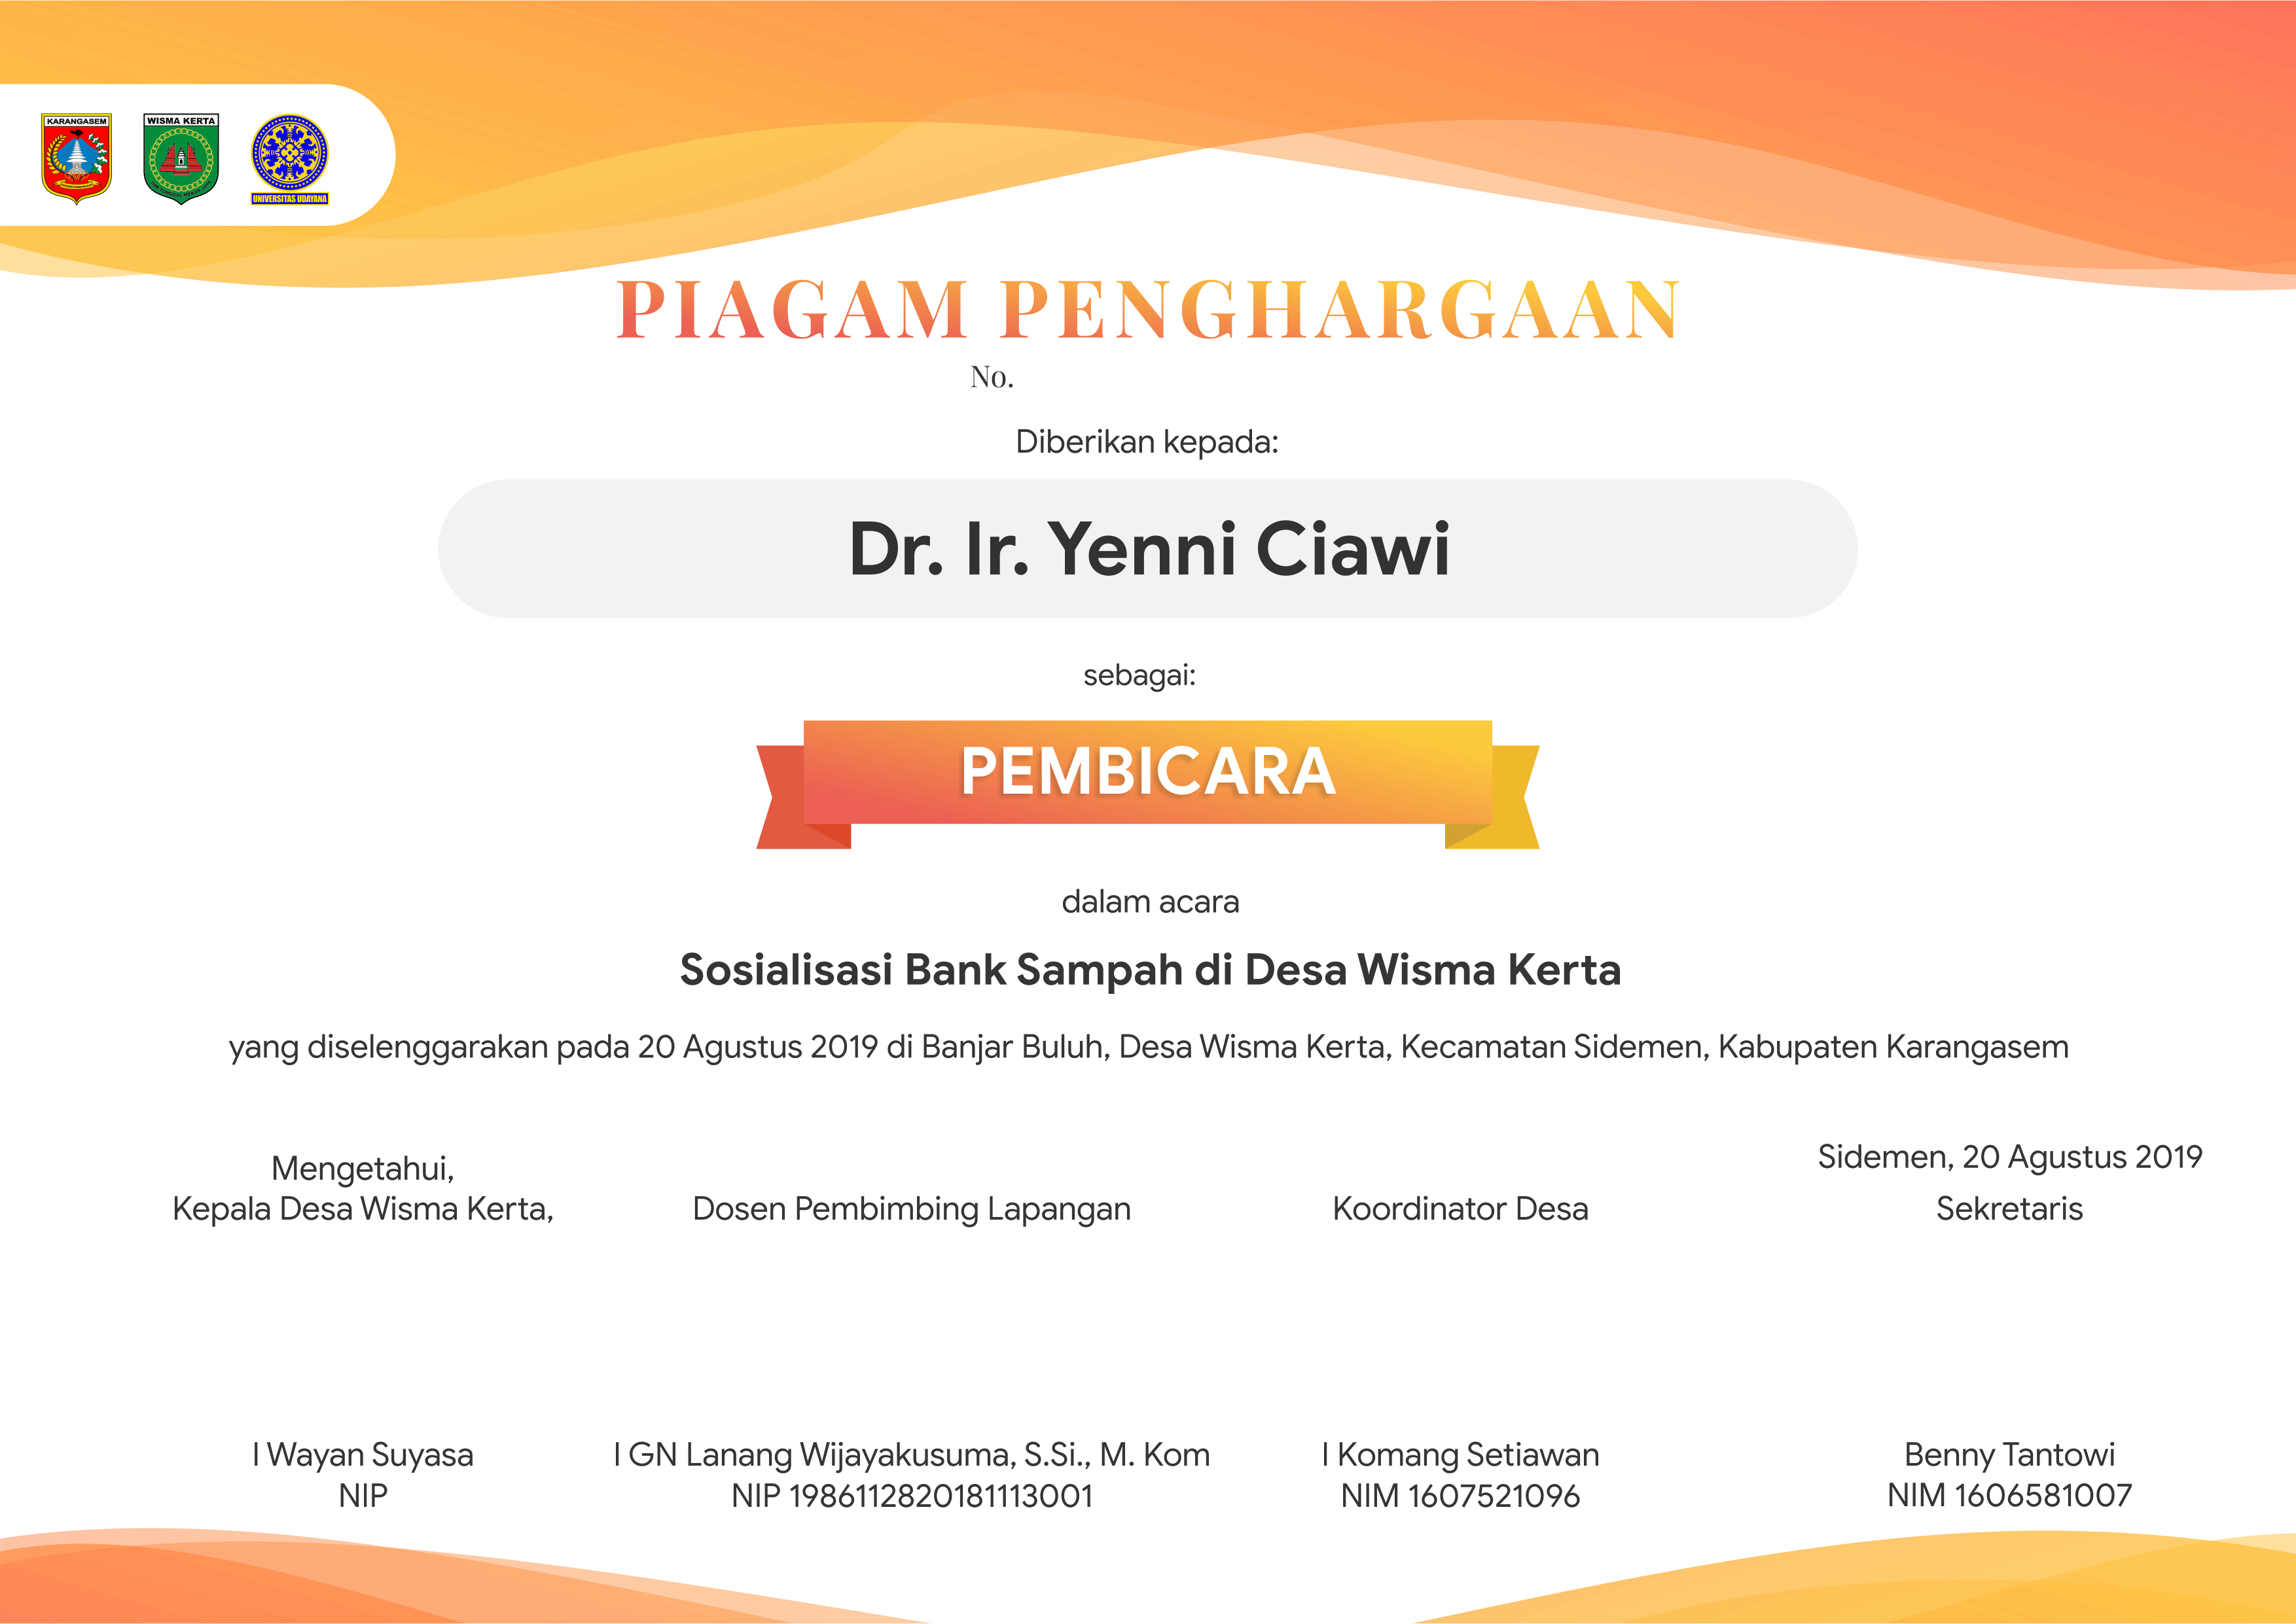 KARANGASEM
WISMA KERTA
UNIVERSITAS UDAYANA
PIAGAM PENGHARGAAN
No.
Diberikan kepada:
Dr. Ir. Yenni Ciawi
sebagai:
PEMBICARA
dalam acara
Sosialisasi Bank Sampah di Desa Wisma Kerta
yang diselenggarakan pada 20 Agustus 2019 di Banjar Buluh, Desa Wisma Kerta, Kecamatan Sidemen, Kabupaten Karangasem
Mengetahui,
Kepala Desa Wisma Kerta,
Dosen Pembimbing Lapangan
Koordinator Desa
Sidemen, 20 Agustus 2019
Sekretaris
I Wayan Suyasa
NIP
I GN Lanang Wijayakusuma, S.Si., M. Kom
NIP 1986112820181113001
I Komang Setiawan
NIM 1607521096
Benny Tantowi
NIM 1606581007